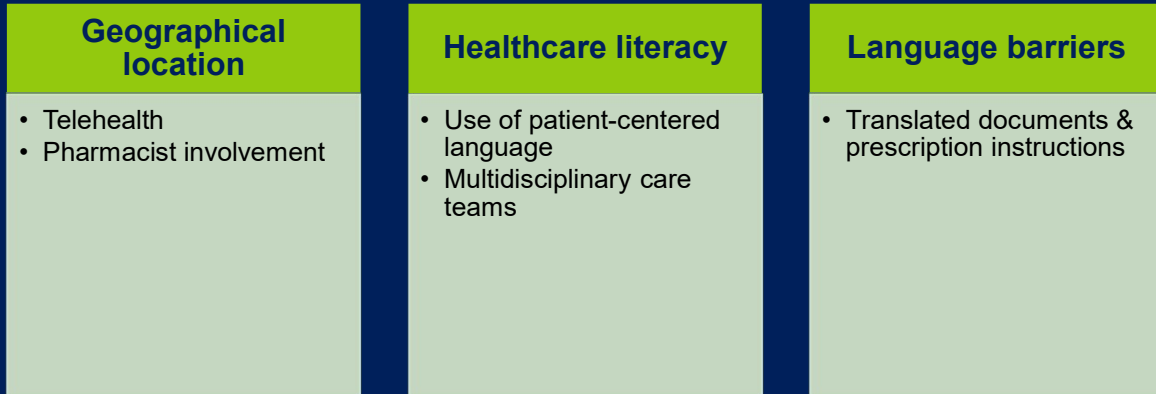 Geographical
location
• Telehealth
• Pharmacist involvement
Healthcare literacy
• Use of patient-centered
language
• Multidisciplinary care
teams
Language barriers
• Translated documents &
prescription instructions